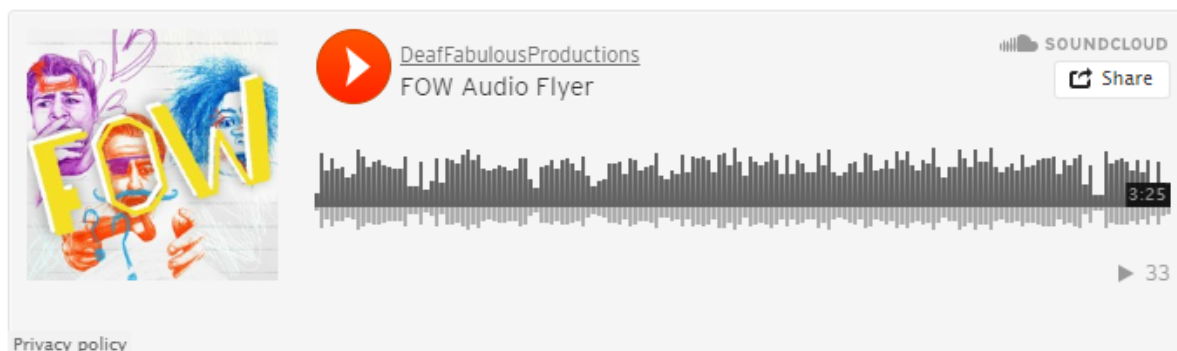 FOW
DeafFabulousProductions
FOW Audio Flyer
SOUNDCLOUD
Share
3:25
33
Privacy policy